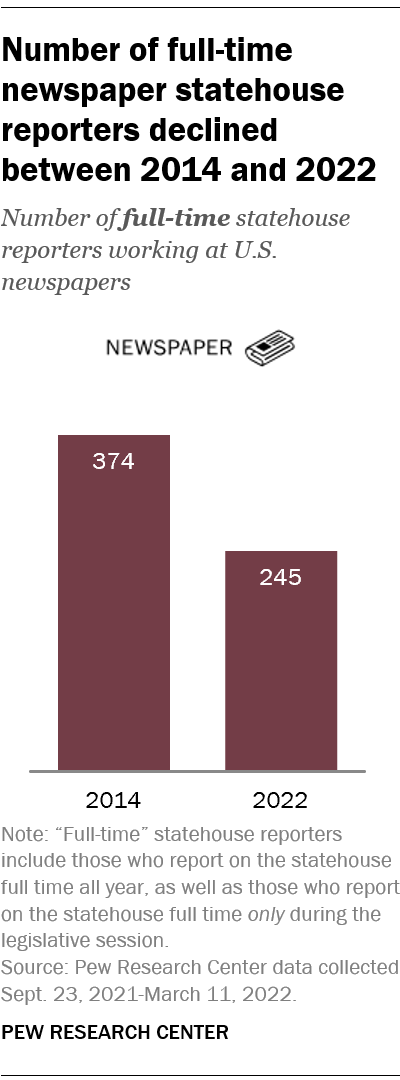 Number of full-time
newspaper statehouse
reporters declined
between 2014 and 2022
Number of full-time statehouse
reporters working at U.S.
newspapers
NEWSPAPER
374
245
2014
2022
Note: “Full-time” statehouse reporters
include those who report on the statehouse
full time all year, as well as those who report
on the statehouse full time only during the
legislative session.
Source: Pew Research Center data collected
Sept. 23, 2021-March 11, 2022.
PEW RESEARCH CENTER